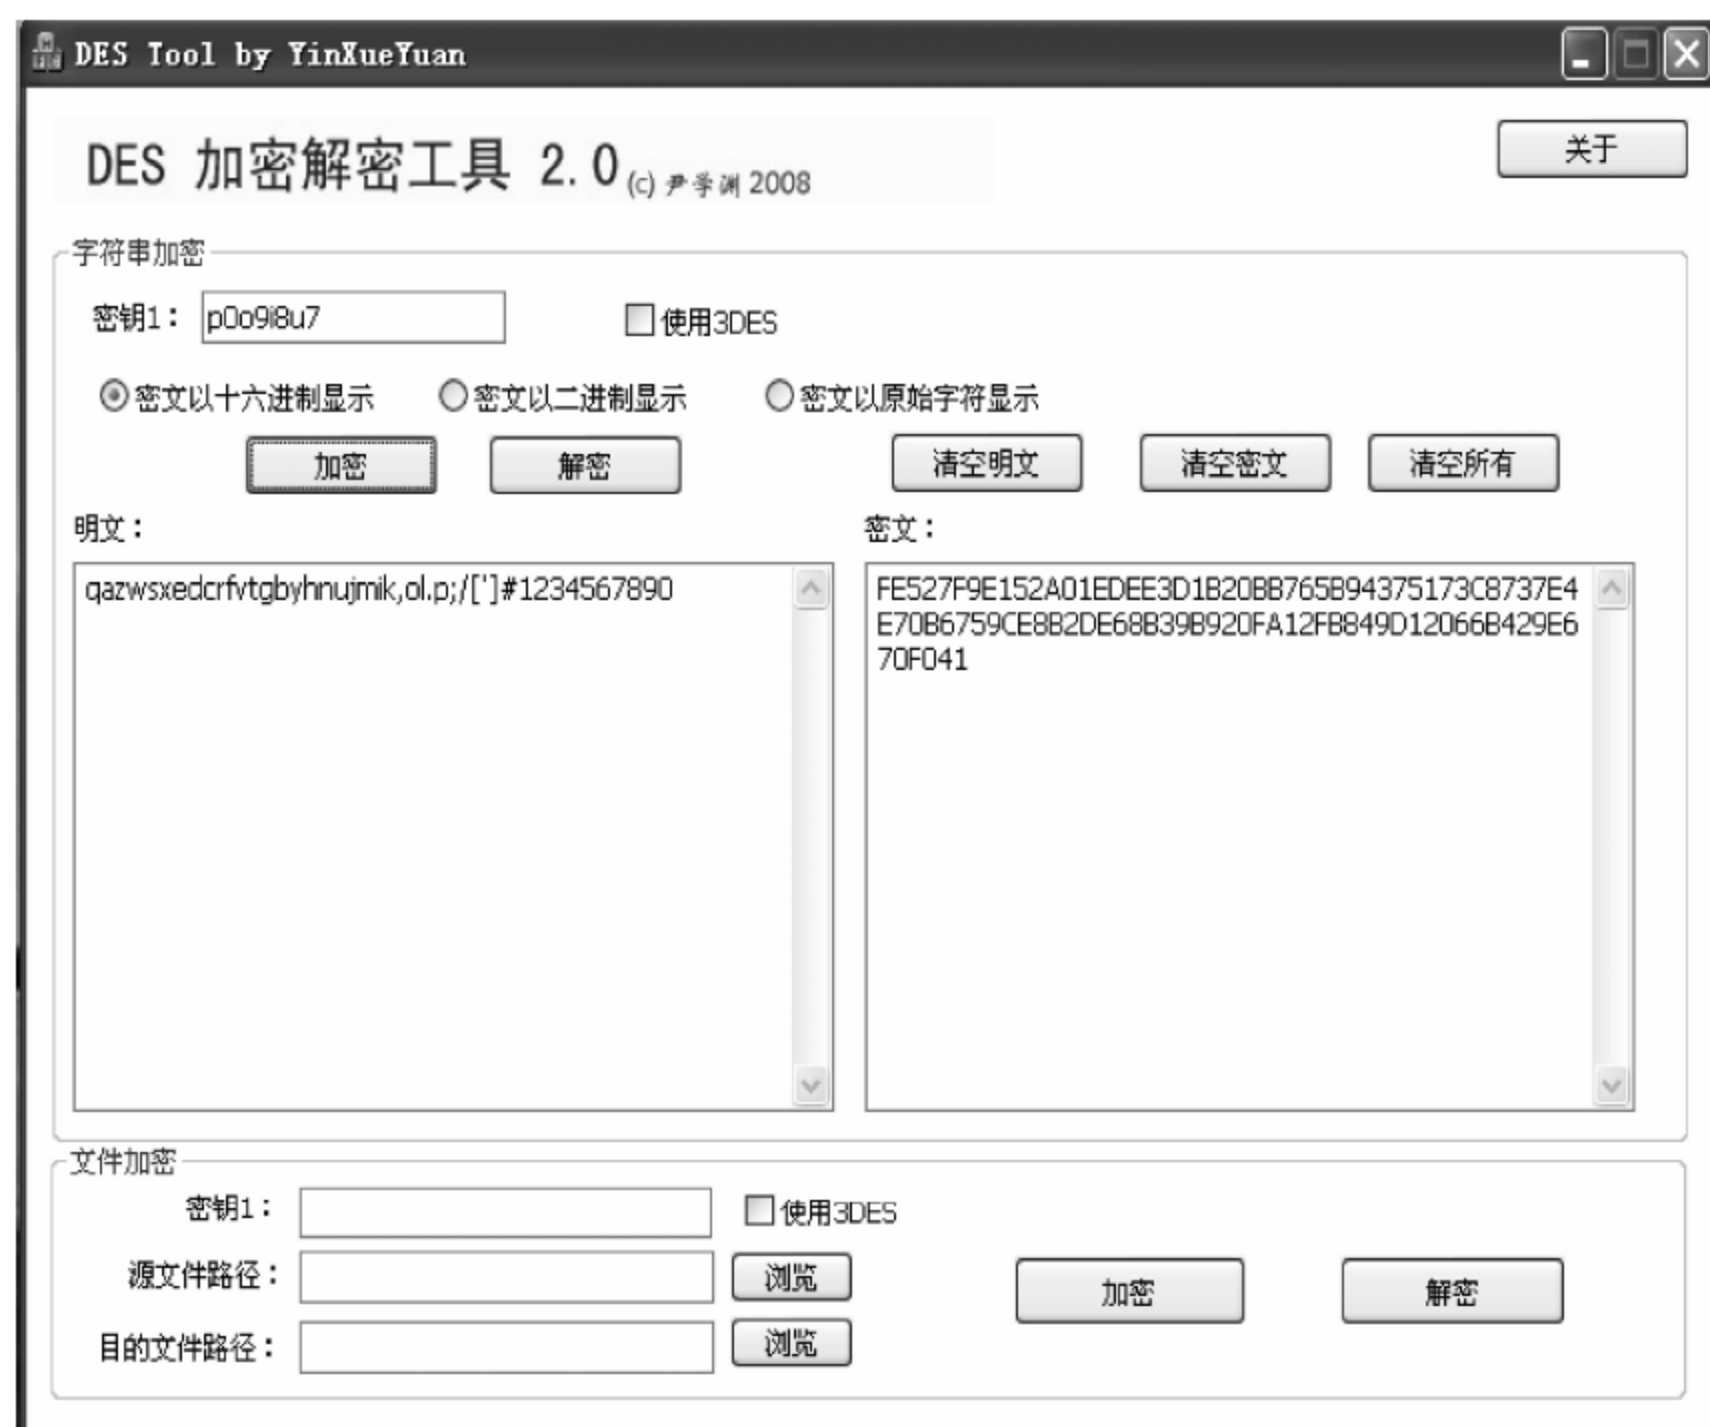 DES Tool by YinXueYuan
DES 加密解密工具 2.0 (c) 尹学渊 2008
关于
字符串加密
密钥1： p0o9i8u7 使用3DES
密文以十六进制显示 密文以二进制显示 密文以原始字符显示
加密 解密 清空明文 清空密文 清空所有
明文：
qazwsxedcrfvtgbyhnujmik,ol.p;/[']#1234567890
密文：
FE527F9E152A01EDEE3D1B20BB765B94375173C8737E4
E70B6759CE8B2DE68B39B920FA12FB849D12066B429E6
70F041
文件加密
密钥1： 使用3DES
源文件路径： 浏览
目的文件路径： 浏览
加密 解密